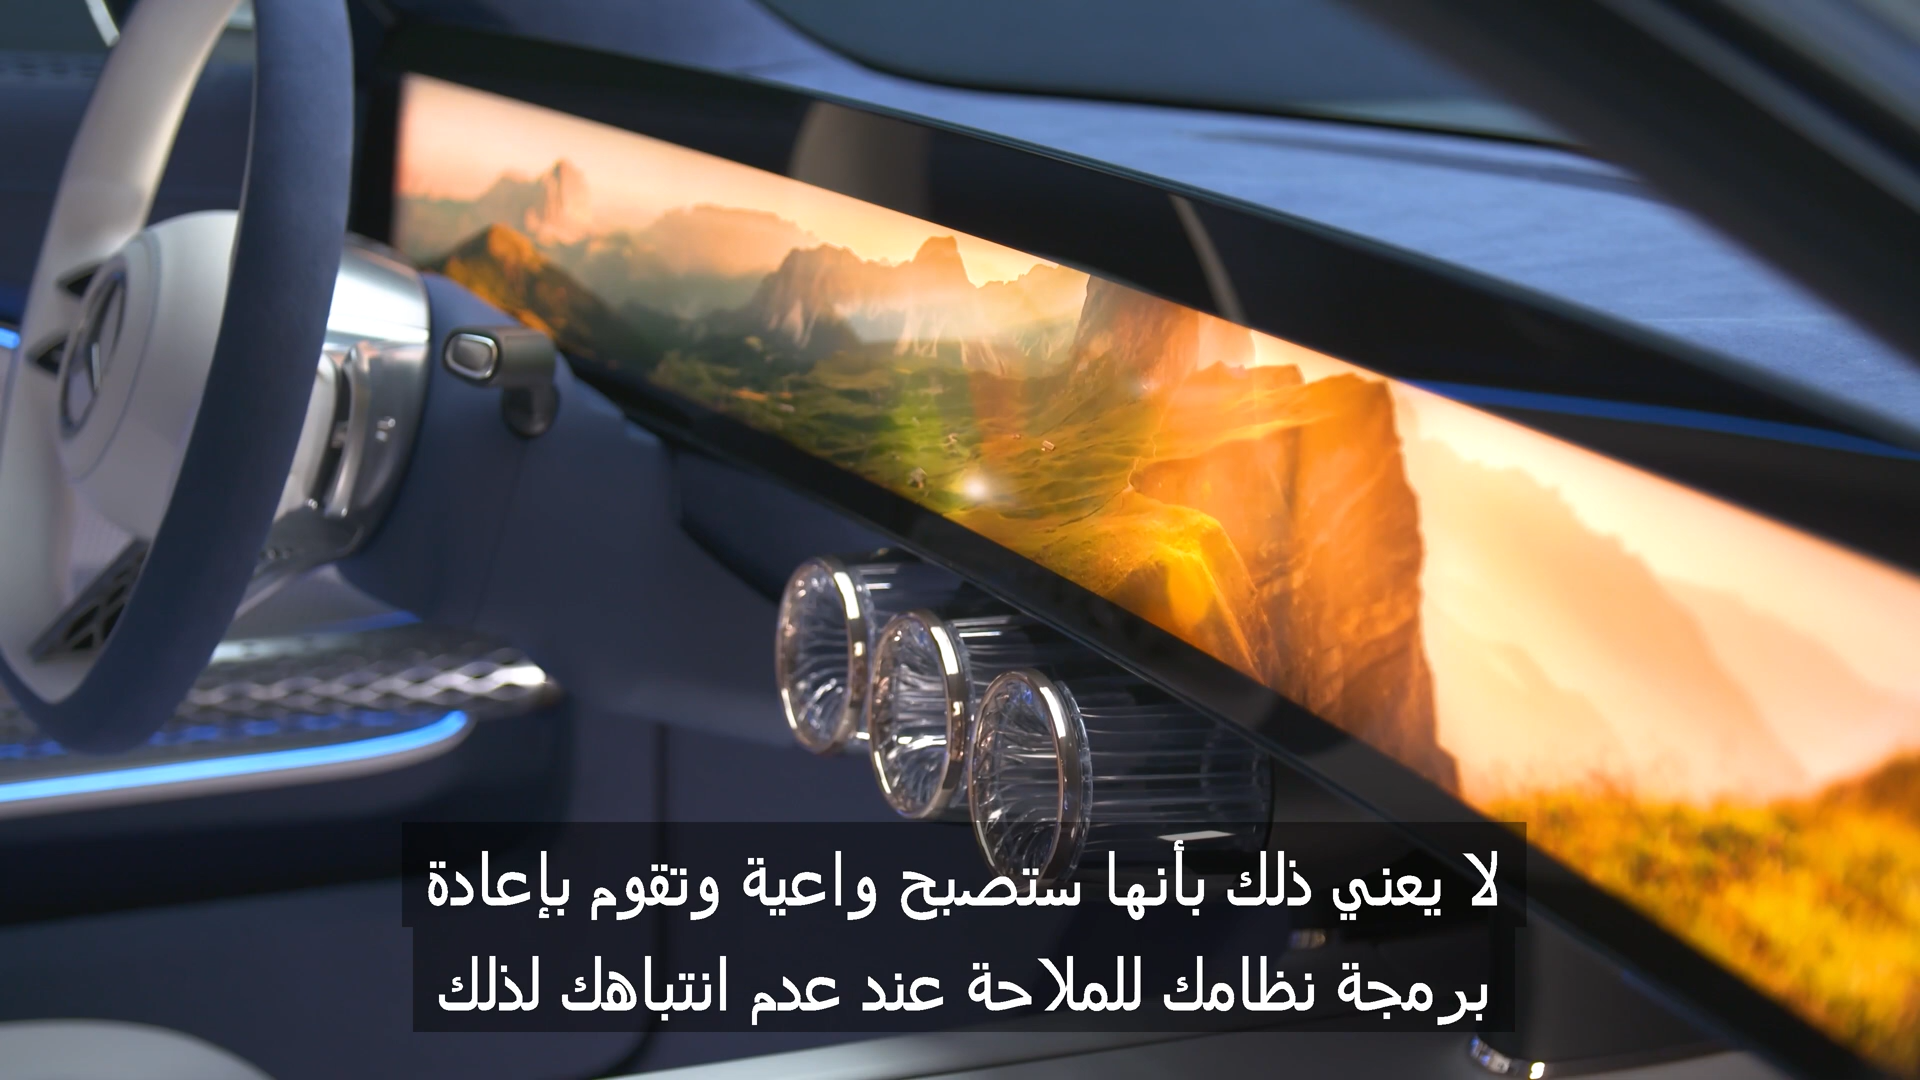 لا يعني ذلك بأنها ستصبح واعية وتقوم بإعادة
برمجة نظامك للملاحة عند عدم انتباهك لذلك